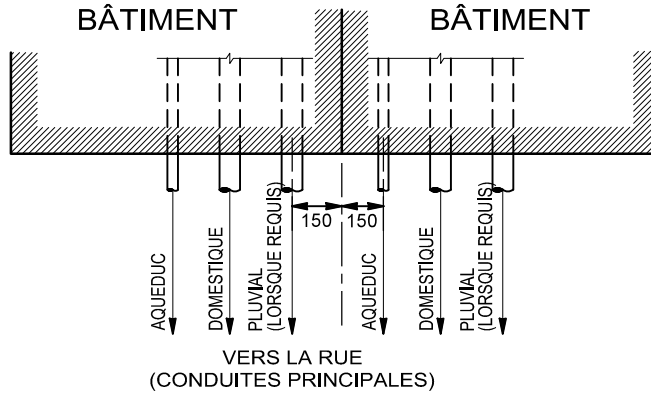 BÂTIMENT
BÂTIMENT
150
150
AQUEDUC
DOMESTIQUE
PLUVIAL
(LORSQUE REQUIS)
AQUEDUC
DOMESTIQUE
PLUVIAL
(LORSQUE REQUIS)
VERS LA RUE
(CONDUITES PRINCIPALES)